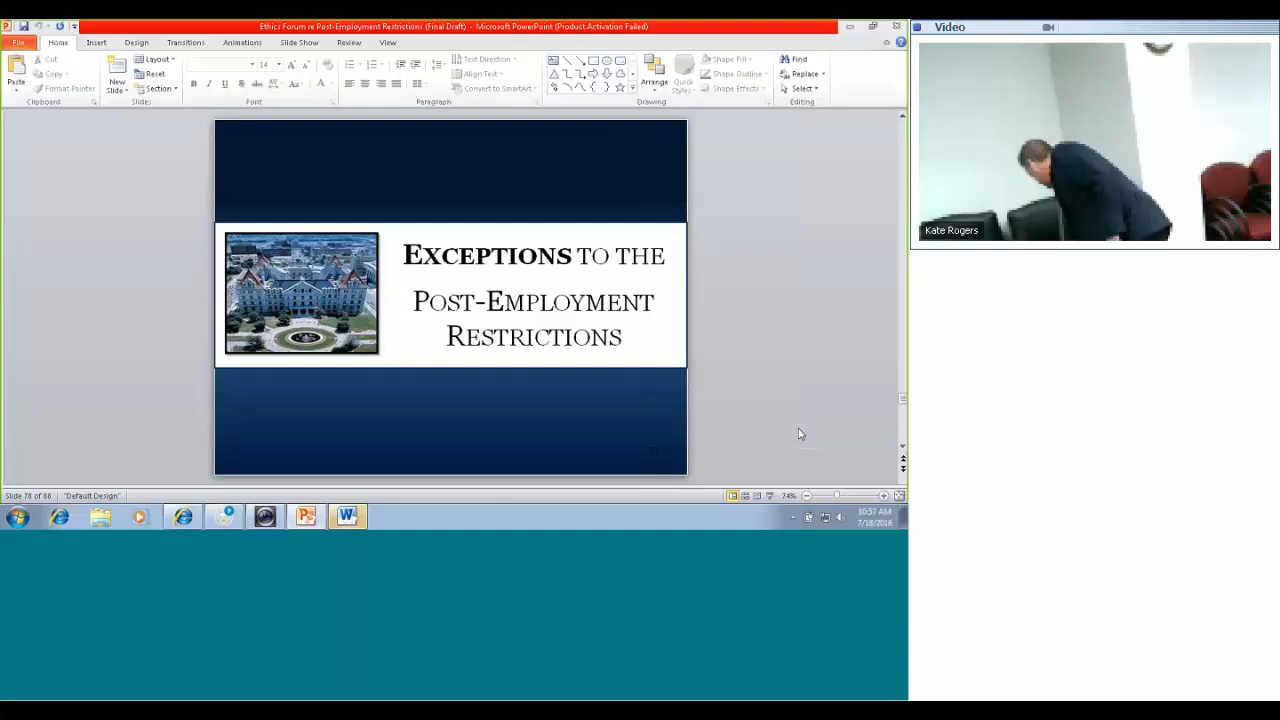 Ethics Forum re Post-Employment Restrictions (Final Draft) - Microsoft PowerPoint (Product Activation Failed)
File Home Insert Design Transitions Animations Slide Show Review View
Paste
Cut
Copy
Format Painter
Clipboard
New Slide
Layout
Reset
Section
Slides
14
Font
Text Direction
Align Text
Convert to SmartArt
Paragraph
Arrange
Quick Styles
Shape Fill
Shape Outline
Shape Effects
Drawing
Find
Replace
Select
Editing
EXCEPTIONS TO THE
POST-EMPLOYMENT
RESTRICTIONS
Slide 78 of 88 "Default Design" 74%
10:57 AM
7/18/2016
Video
Kate Rogers